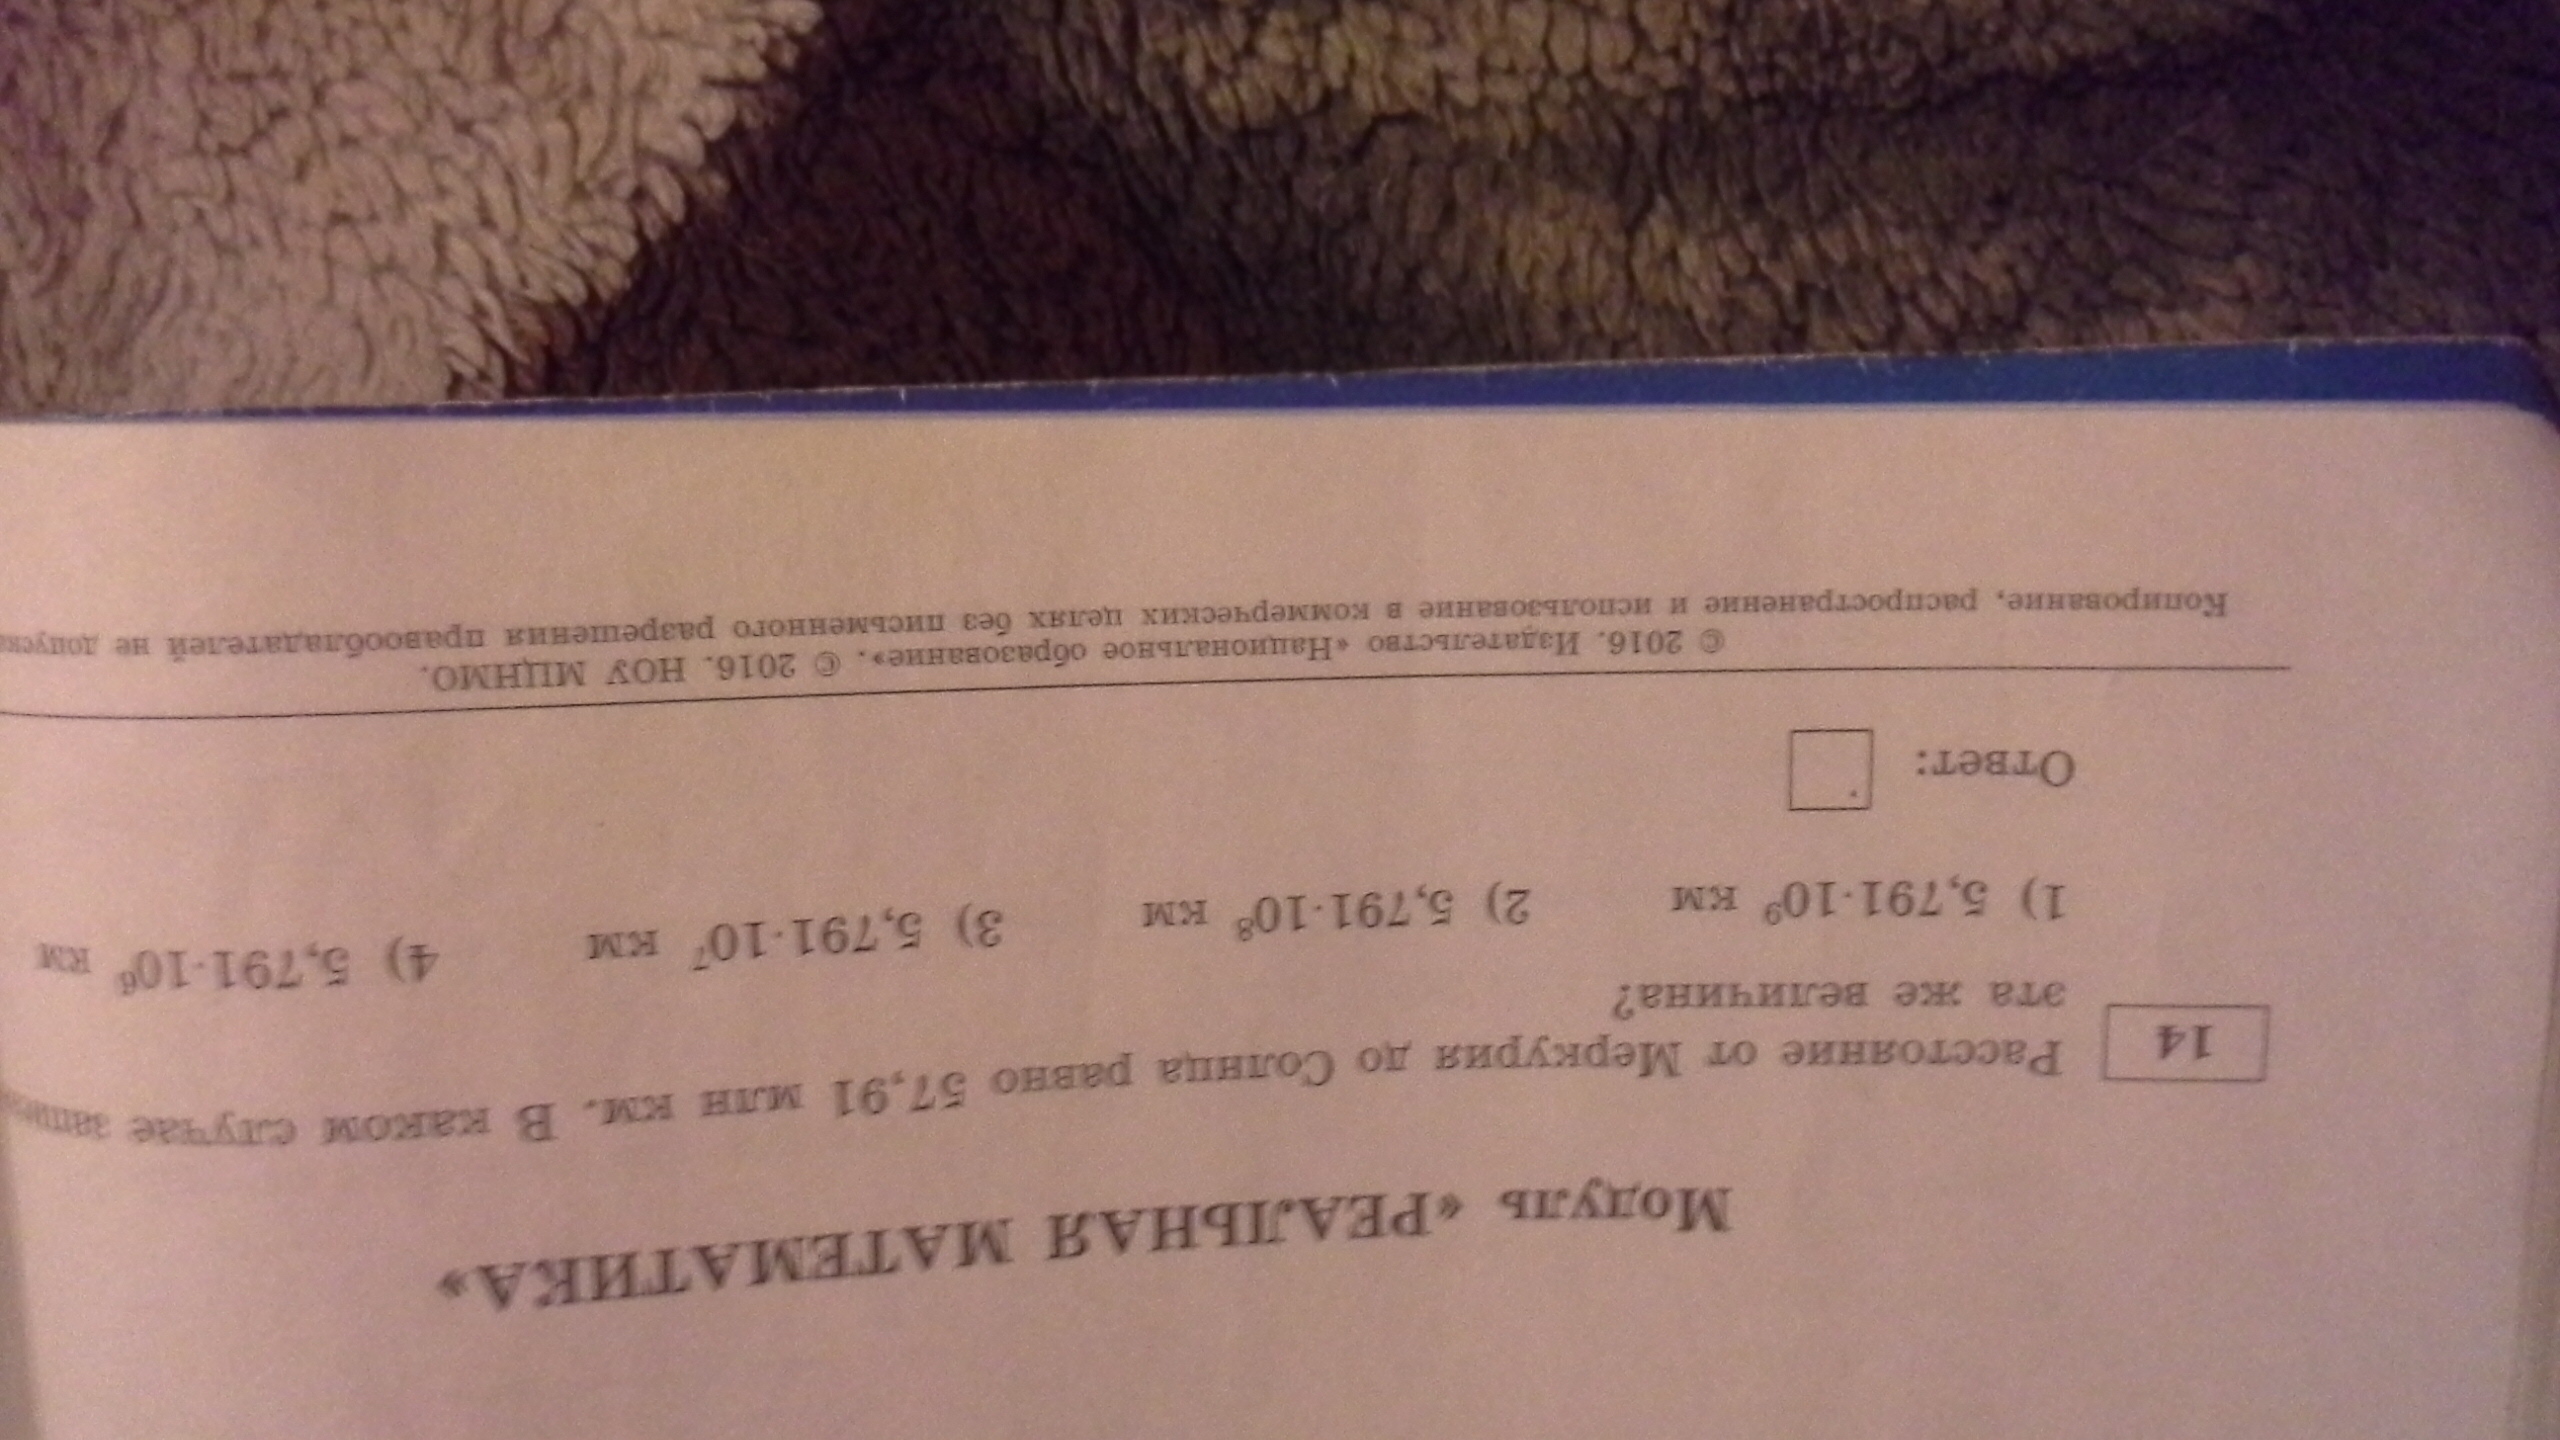 Модуль «РЕАЛЬНАЯ МАТЕМАТИКА»
14 Расстояние от Меркурия до Солнца равно 57,91 млн км. В каком случае
эта же величина?
1) 5,791·10⁹ км 2) 5,791·10⁸ км 3) 5,791·10⁷ км 4) 5,791·10⁶ км
Ответ:
© 2016. Издательство «Национальное образование». © 2016. НОУ МЦНМО.
Копирование, распространение и использование в коммерческих целях без письменного разрешения правообладателей не